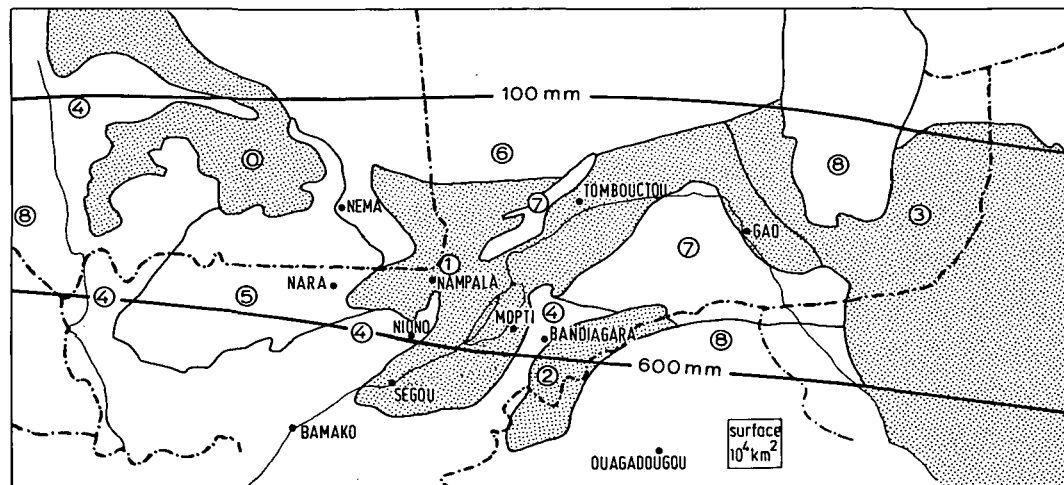 100 mm
④
⓪
⑥
⑧
⑦
TOMBOUCTOU
③
⑧
NEMA
GAO
⑦
①
NARA
NAMPALA
④
⑤
④
NIONO
MOPTI
④
BANDIAGARA
⑧
②
600 mm
SEGOU
BAMAKO
surface
10⁴ km²
OUAGADOUGOU